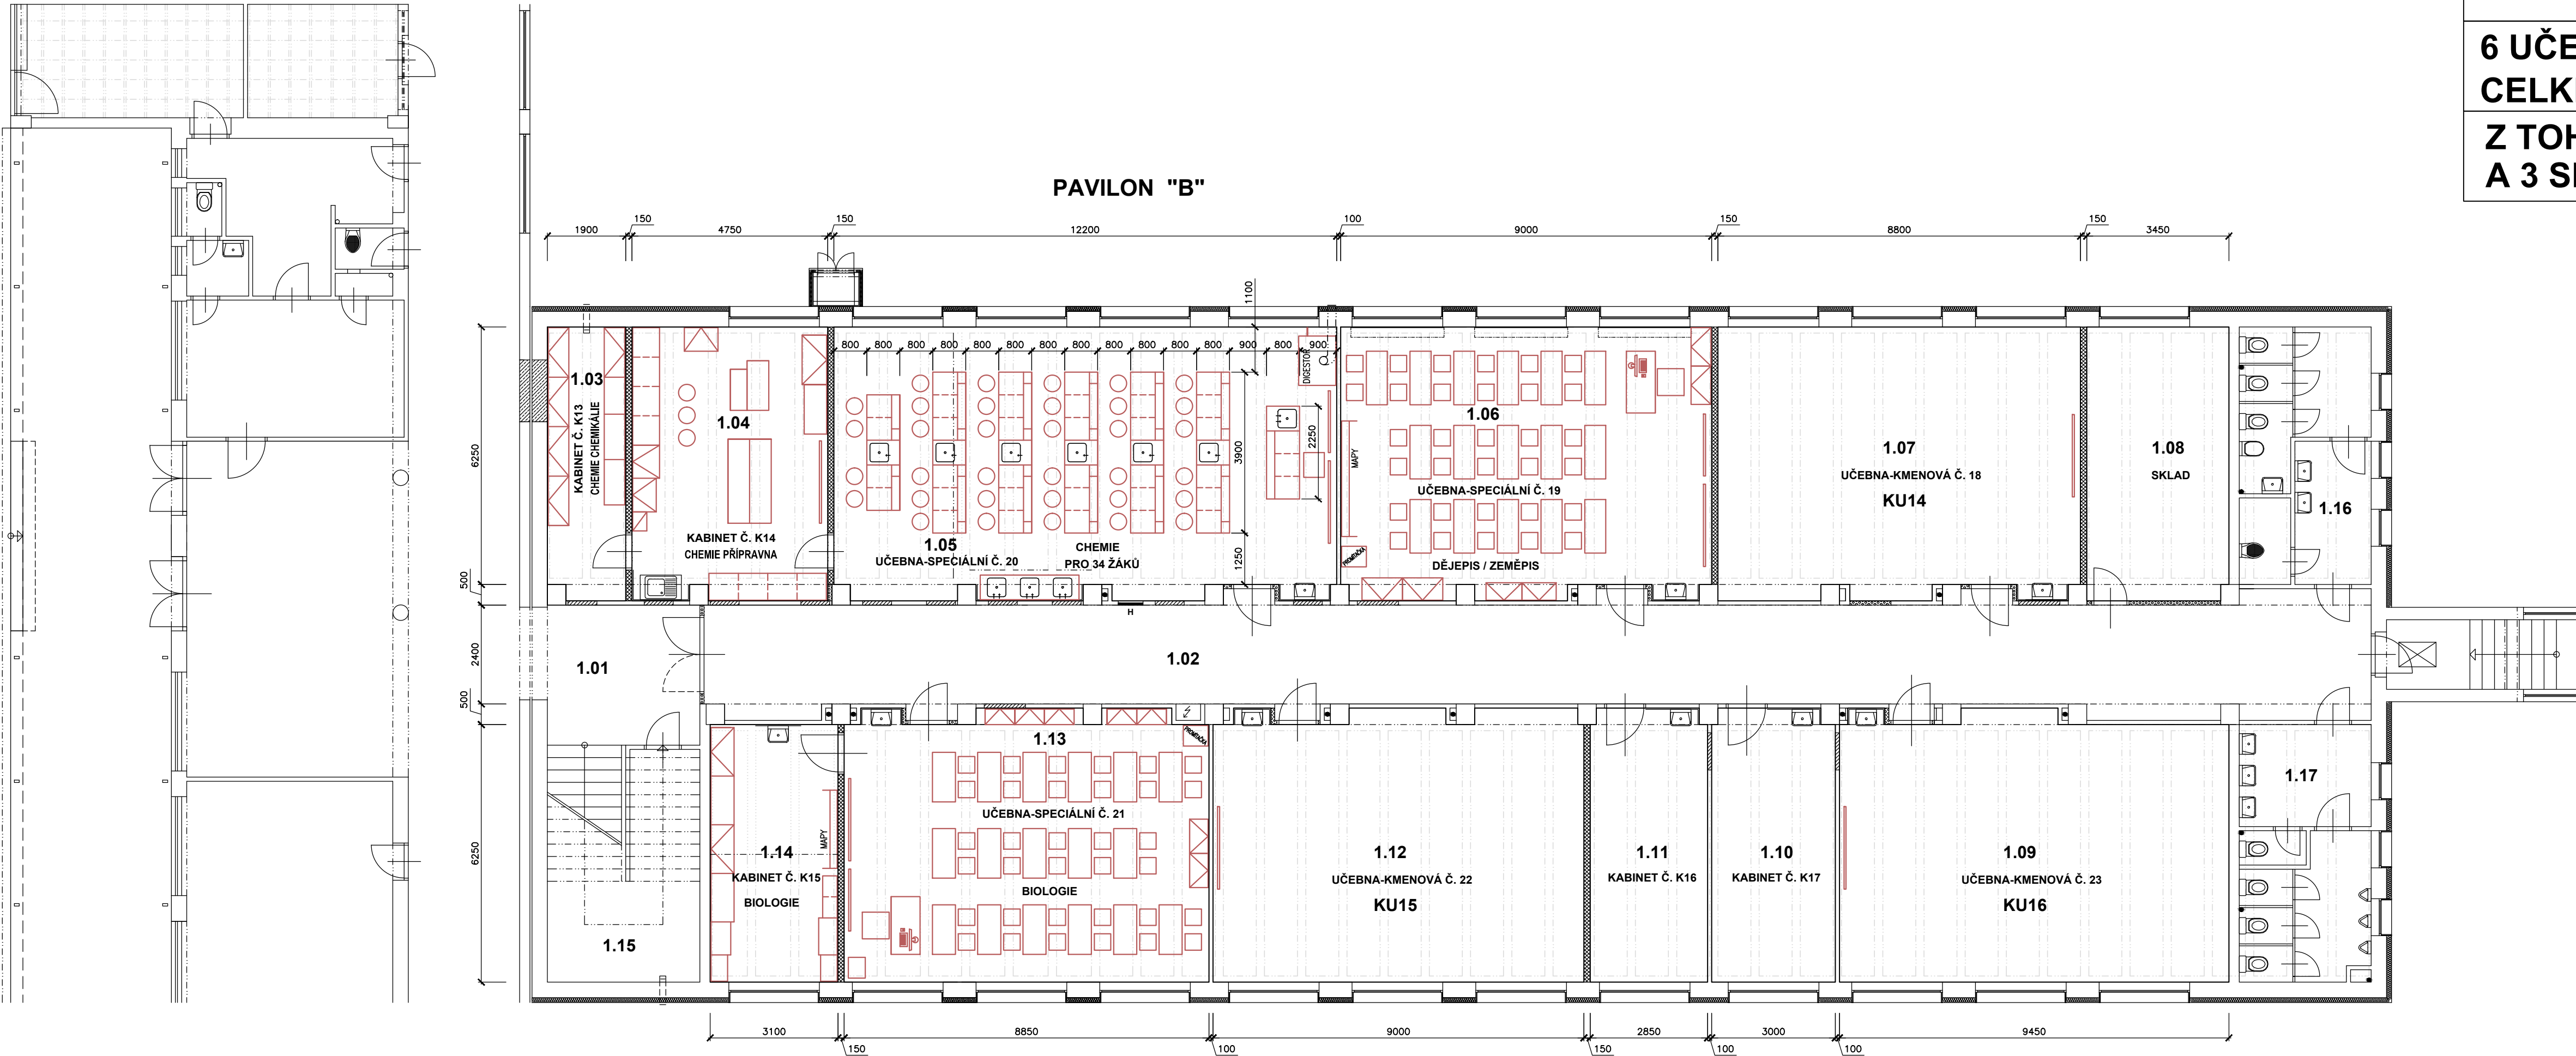 6 UČE
CELK
Z TOH
A 3 S
PAVILON "B"
150
150
100
150
150
1900
4750
12200
9000
8800
3450
1100
800
800
800
800
800
800
800
800
800
800
800
800
900
800
900
DIGESTOŘ
6250
500
2400
500
6250
1.03
KABINET Č. K13
CHEMIE CHEMIKÁLIE
1.04
KABINET Č. K14
CHEMIE PŘÍPRAVNA
1.05
UČEBNA-SPECIÁLNÍ Č. 20
CHEMIE
PRO 34 ŽÁKŮ
3900
2250
1250
MAPY
1.06
UČEBNA-SPECIÁLNÍ Č. 19
DĚJEPIS / ZEMĚPIS
PROMÍTAČKA
1.07
UČEBNA-KMENOVÁ Č. 18
KU14
1.08
SKLAD
1.16
H
1.01
1.02
1.13
PROMÍTAČKA
UČEBNA-SPECIÁLNÍ Č. 21
BIOLOGIE
1.14
KABINET Č. K15
BIOLOGIE
MAPY
1.15
1.12
UČEBNA-KMENOVÁ Č. 22
KU15
1.11
KABINET Č. K16
1.10
KABINET Č. K17
1.09
UČEBNA-KMENOVÁ Č. 23
KU16
1.17
3100
8850
9000
2850
3000
9450
150
100
150
100
100